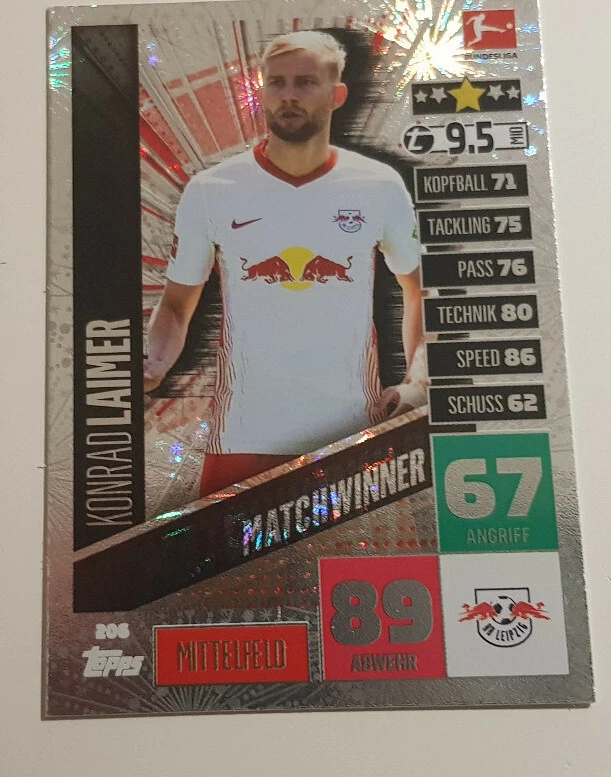 BUNDESLIGA
9.5 MIO
KOPFBALL 71
TACKLING 75
PASS 76
TECHNIK 80
SPEED 86
SCHUSS 62
KONRAD LAIMER
MATCHWINNER
67
ANGRIFF
89
ABWEHR
RB LEIPZIG
206
topps
MITTELFELD